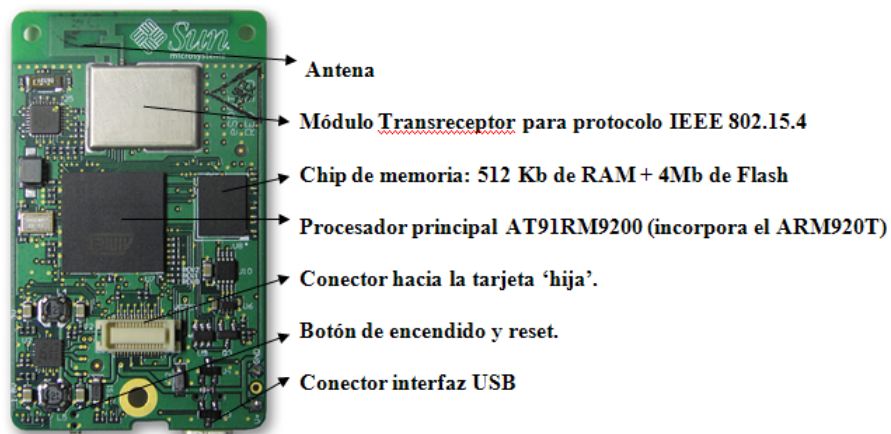 Sun
microsystems
Antena
Módulo Transreceptor para protocolo IEEE 802.15.4
Chip de memoria: 512 Kb de RAM + 4Mb de Flash
Procesador principal AT91RM9200 (incorpora el ARM920T)
Conector hacia la tarjeta ‘hija’.
Botón de encendido y reset.
Conector interfaz USB
J10
GND